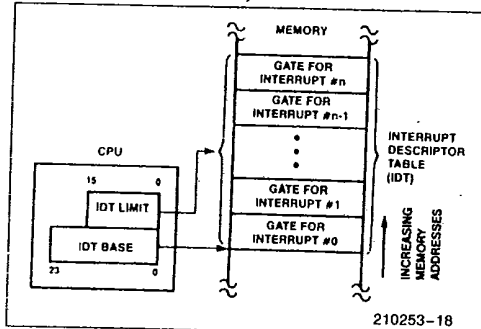 MEMORY
GATE FOR
INTERRUPT #n
GATE FOR
INTERRUPT #n-1
CPU
15 0
IDT LIMIT
IDT BASE
23 0
GATE FOR
INTERRUPT #1
GATE FOR
INTERRUPT #0
INTERRUPT
DESCRIPTOR
TABLE
(IDT)
INCREASING
MEMORY
ADDRESSES
210253-18